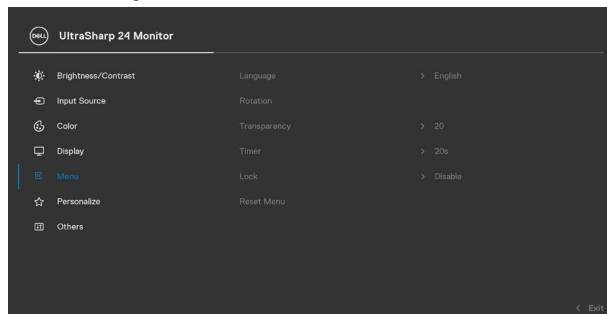 DELL UltraSharp 24 Monitor
Brightness/Contrast Language > English
Input Source Rotation
Color Transparency > 20
Display Timer > 20s
Menu Lock > Disable
Personalize Reset Menu
Others
< Exit